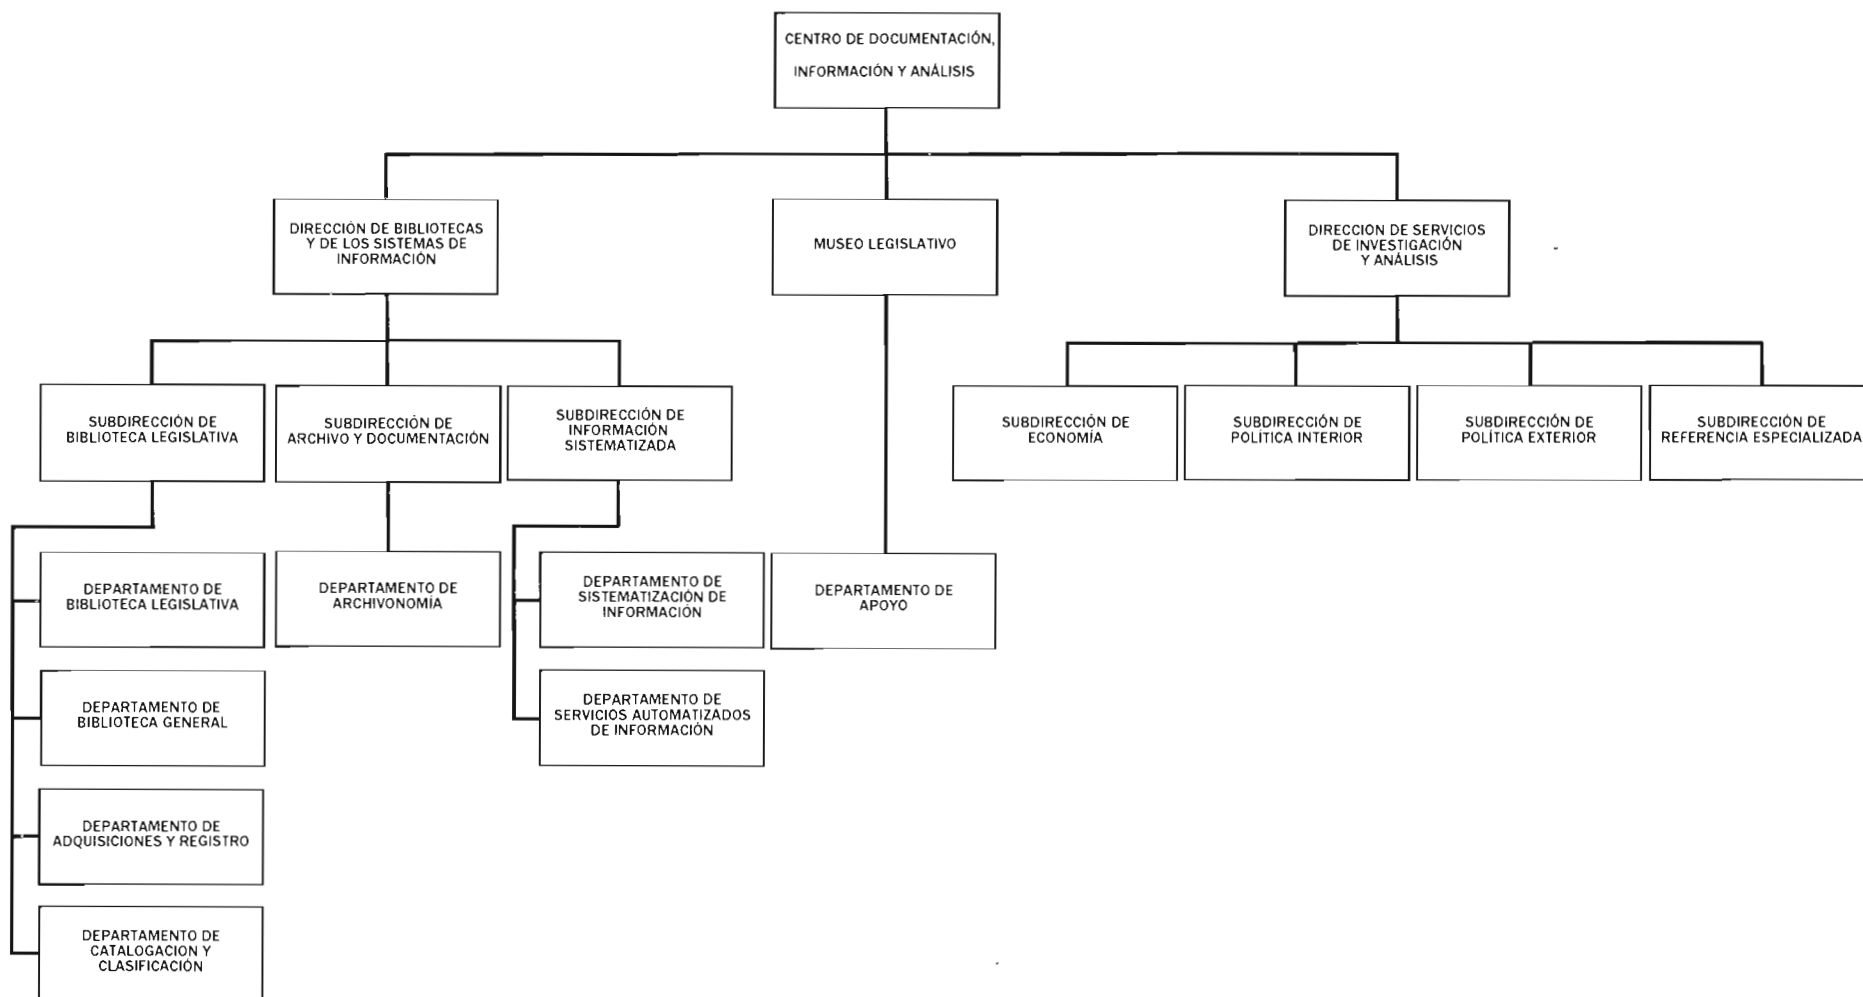 CENTRO DE DOCUMENTACIÓN,
INFORMACIÓN Y ANÁLISIS
DIRECCIÓN DE BIBLIOTECAS
Y DE LOS SISTEMAS DE
INFORMACIÓN
MUSEO LEGISLATIVO
DIRECCION DE SERVICIOS
DE INVESTIGACIÓN
Y ANÁLISIS
SUBDIRECCIÓN DE
BIBLIOTECA LEGISLATIVA
SUBDIRECCIÓN DE
ARCHIVO Y DOCUMENTACIÓN
SUBDIRECCIÓN DE
INFORMACIÓN
SISTEMATIZADA
SUBDIRECCIÓN DE
ECONOMÍA
SUBDIRECCIÓN DE
POLÍTICA INTERIOR
SUBDIRECCIÓN DE
POLÍTICA EXTERIOR
SUBDIRECCIÓN DE
REFERENCIA ESPECIALIZADA
DEPARTAMENTO DE
BIBLIOTECA LEGISLATIVA
DEPARTAMENTO DE
ARCHIVONOMÍA
DEPARTAMENTO DE
SISTEMATIZACIÓN DE
INFORMACIÓN
DEPARTAMENTO DE
APOYO
DEPARTAMENTO DE
BIBLIOTECA GENERAL
DEPARTAMENTO DE
SERVICIOS AUTOMATIZADOS
DE INFORMACIÓN
DEPARTAMENTO DE
ADQUISICIONES Y REGISTRO
DEPARTAMENTO DE
CATALOGACION Y
CLASIFICACIÓN